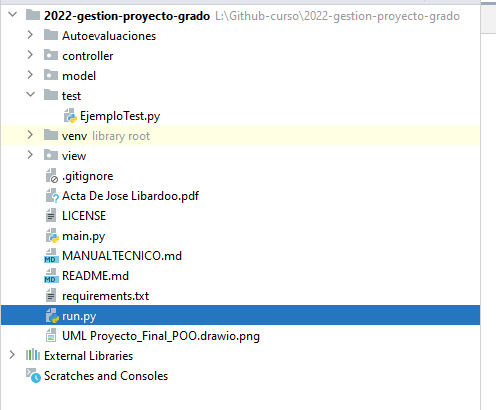 2022-gestion-proyecto-grado L:\Github-curso\2022-gestion-proyecto-grado
Autoevaluaciones
controller
model
test
EjemploTest.py
venv library root
view
.gitignore
Acta De Jose Libardoo.pdf
LICENSE
main.py
MANUALTECNICO.md
README.md
requirements.txt
run.py
UML Proyecto_Final_POO.drawio.png
External Libraries
Scratches and Consoles